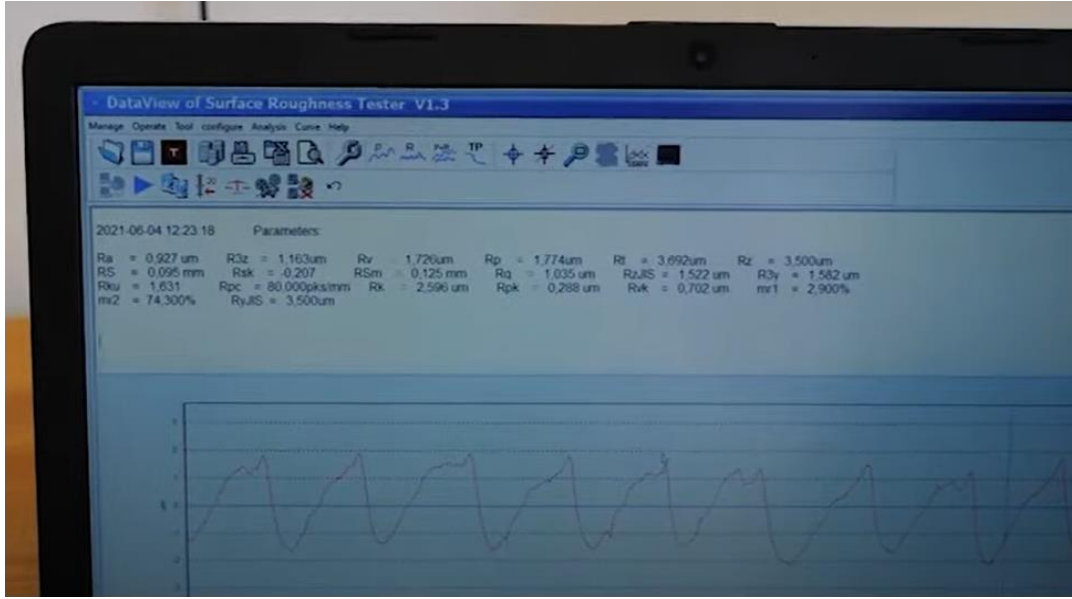 DataView of Surface Roughness Tester V1.3
Manage Operate Tool configure Analysis Curve Help
T P R P+R TP
2021-06-04 12:23:18 Parameters:
Ra = 0,927 um R3z = 1,163um Rv = 1,726um Rp = 1,774um Rt = 3,692um Rz = 3,500um
RS = 0,095 mm Rsk = -0,207 RSm = 0,125 mm Rq = 1,035 um RzJIS = 1,522 um R3y = 1,582 um
Rku = 1,631 Rpc = 80,000pks/mm Rk = 2,596 um Rpk = 0,288 um Rvk = 0,702 um mr1 = 2,900%
mr2 = 74,300% RyJIS = 3,500um